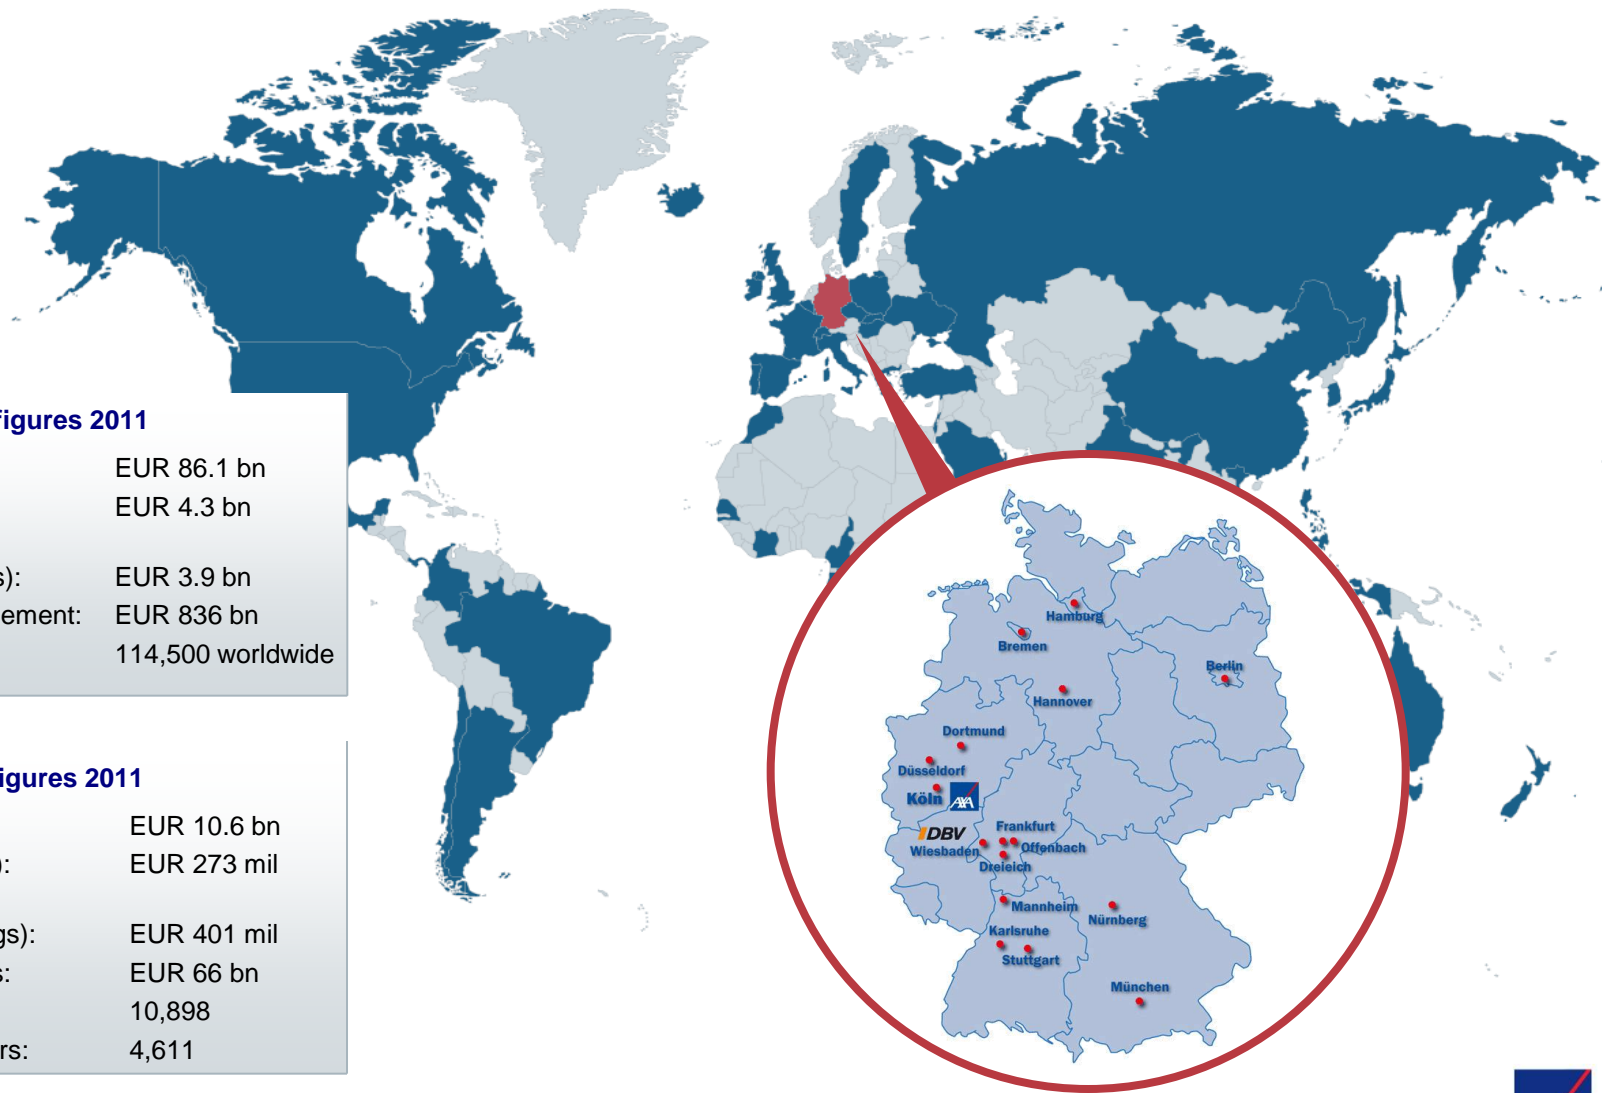 figures 2011
EUR 86.1 bn
EUR 4.3 bn
s): EUR 3.9 bn
ement: EUR 836 bn
114,500 worldwide
figures 2011
EUR 10.6 bn
): EUR 273 mil
gs): EUR 401 mil
s: EUR 66 bn
10,898
rs: 4,611
Hamburg
Bremen
Berlin
Hannover
Dortmund
Düsseldorf
Köln AXA
DBV
Frankfurt
Wiesbaden
Offenbach
Dreieich
Mannheim
Nürnberg
Karlsruhe
Stuttgart
München